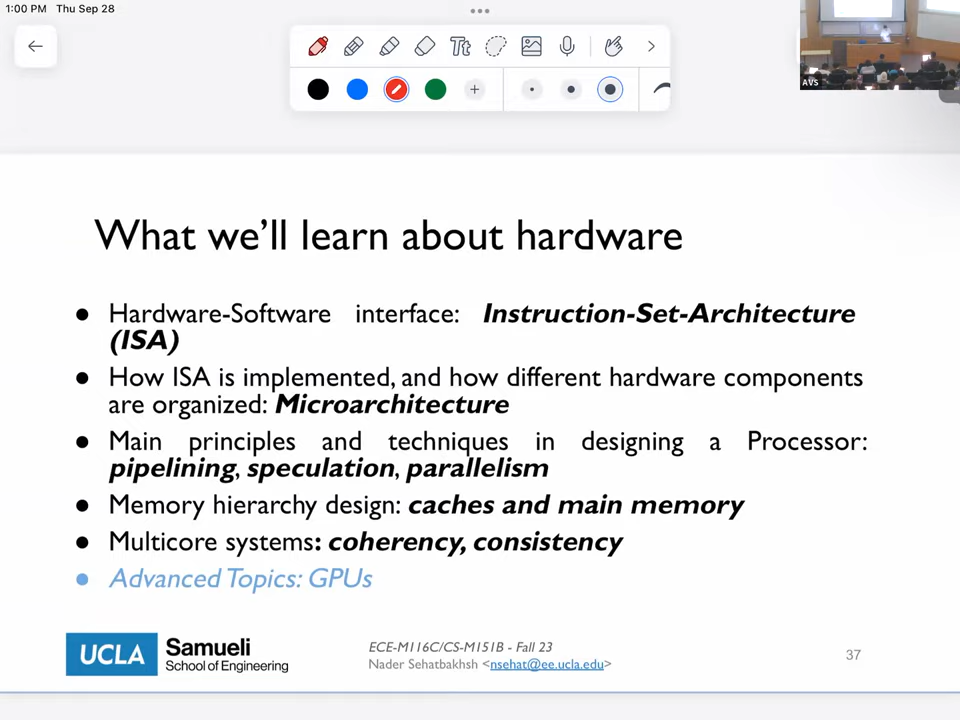 1:00 PM Thu Sep 28
Tt
AVS
What we'll learn about hardware
● Hardware-Software interface: Instruction-Set-Architecture
(ISA)
● How ISA is implemented, and how different hardware components
are organized: Microarchitecture
● Main principles and techniques in designing a Processor:
pipelining, speculation, parallelism
● Memory hierarchy design: caches and main memory
● Multicore systems: coherency, consistency
● Advanced Topics: GPUs
UCLA Samueli
School of Engineering
ECE-M116C/CS-M151B - Fall 23
Nader Sehatbakhsh <nsehat@ee.ucla.edu>
37